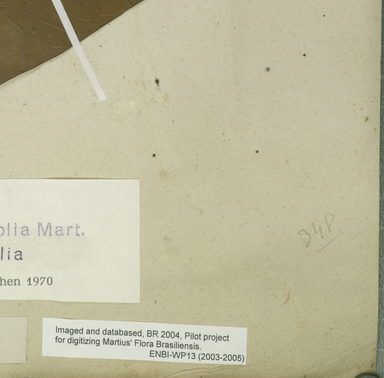 olia Mart.
lia
hen 1970
348
Imaged and databased, BR 2004, Pilot project
for digitizing Martius' Flora Brasiliensis.
ENBI-WP13 (2003-2005)